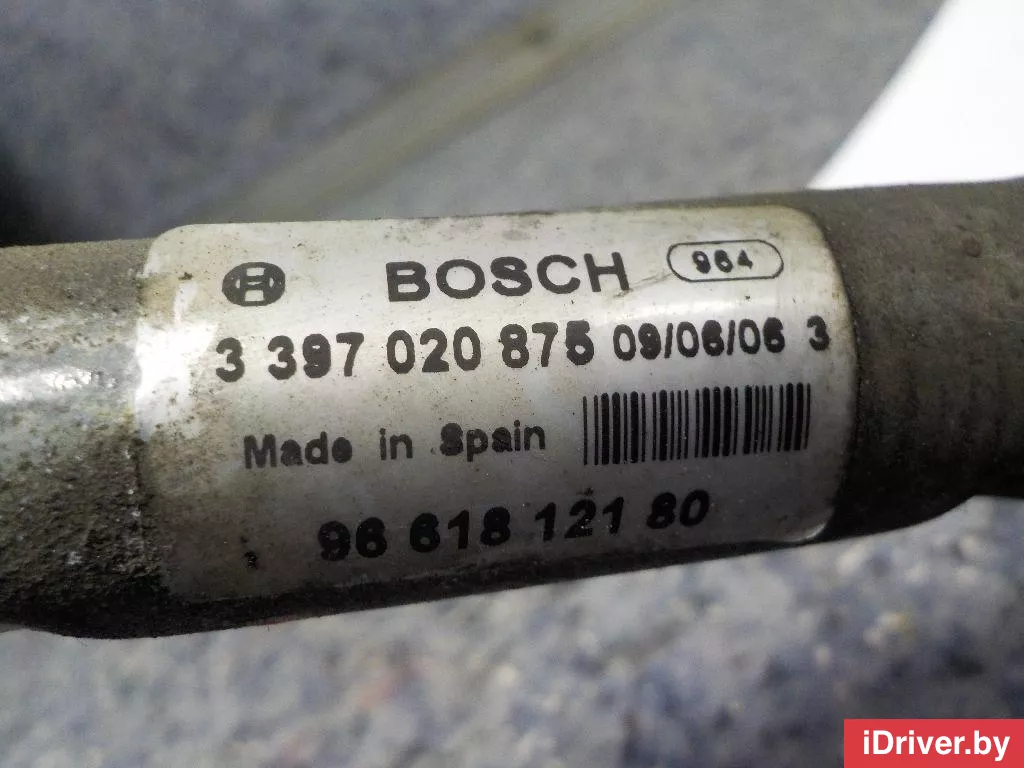 BOSCH 964
3 397 020 875 09/06/06 3
Made in Spain
96 618 121 80
iDriver.by